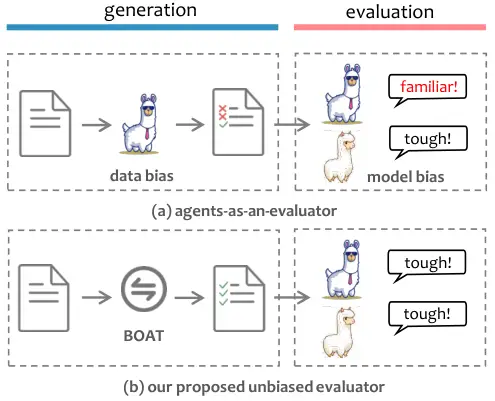 generation
evaluation
familiar!
tough!
data bias
model bias
(a) agents-as-an-evaluator
tough!
tough!
BOAT
(b) our proposed unbiased evaluator